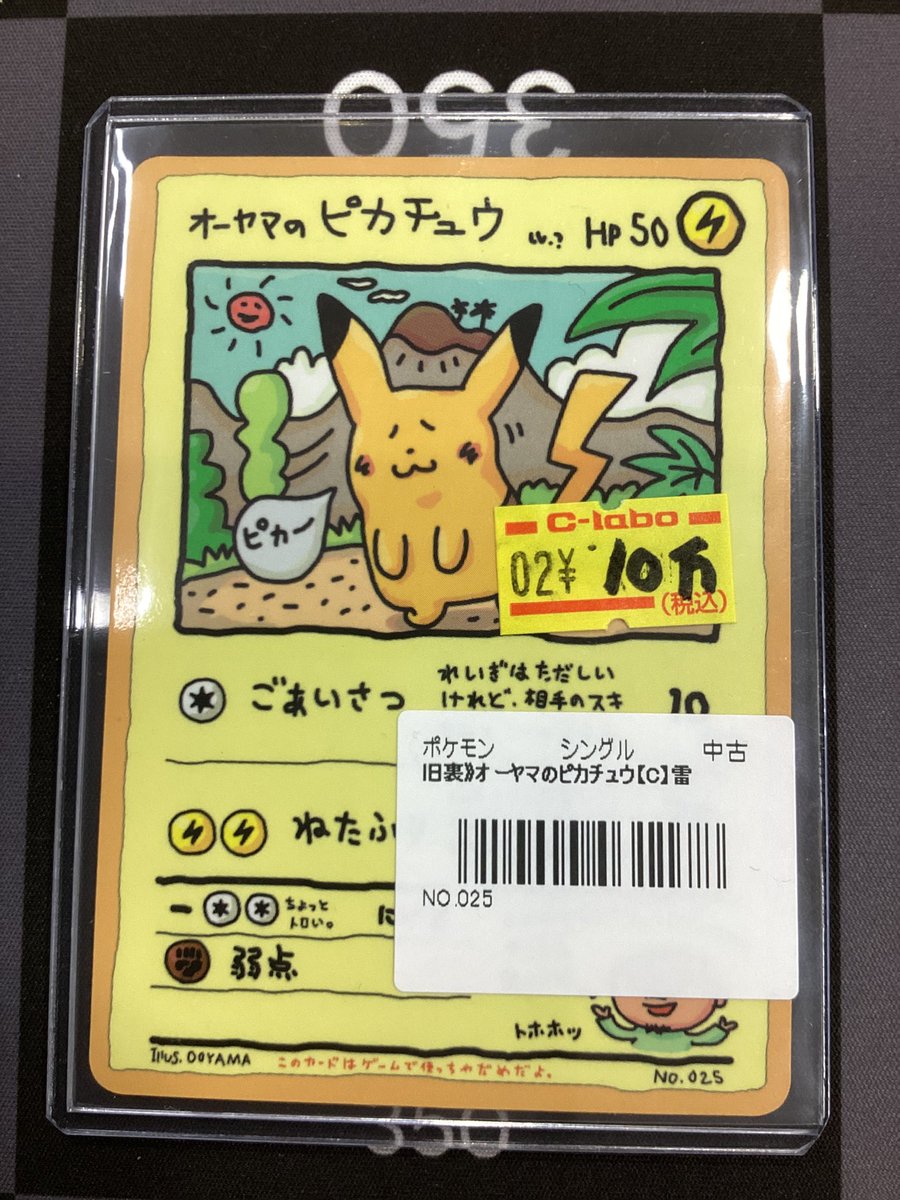 350
オーヤマの ピカチュウ LV.? HP 50
ピカー
C-labo
02¥ 10万
(税込)
ごあいさつ
れいぎはただしい
けれど、相手のスキ
10
ポケモン シングル 中古
旧裏》オーヤマのピカチュウ【C】雷
NO.025
ねたふ
ー ちょっと
トロい。 に
弱点
トホホッ
Illus. OOYAMA
このカードはゲームで使っちゃだめだよ。
NO.025
350